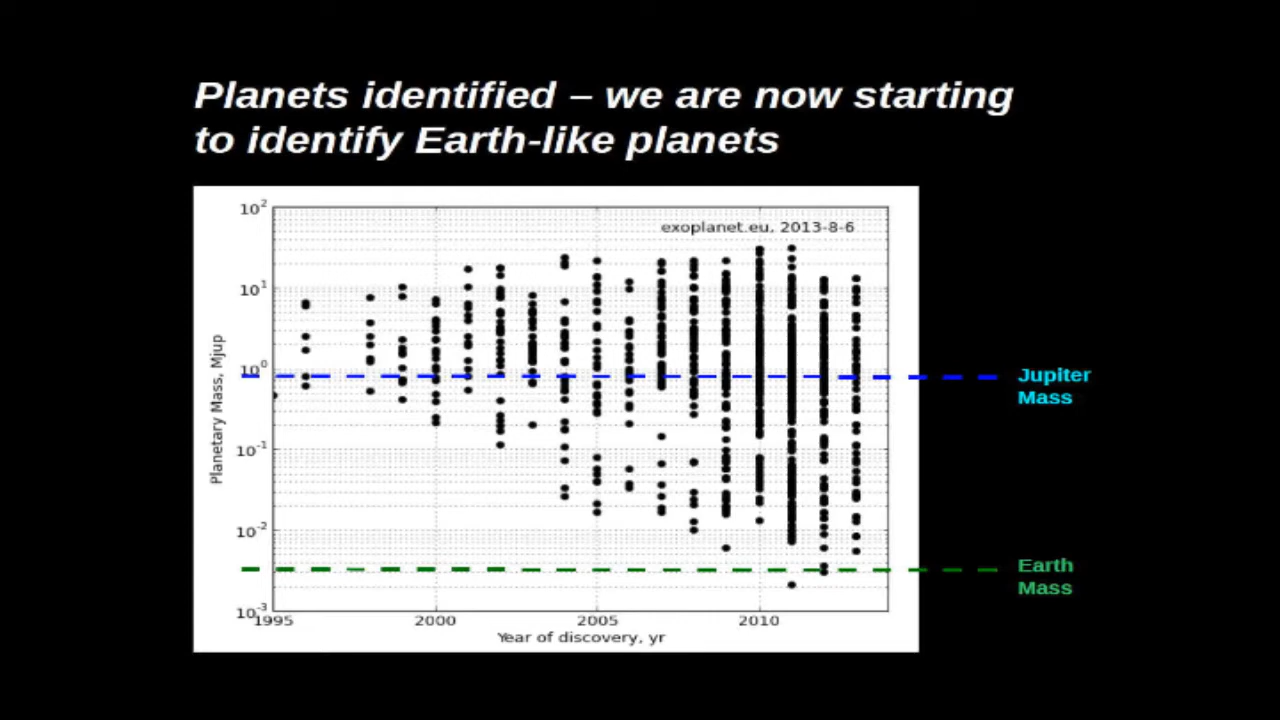 Planets identified – we are now starting
to identify Earth-like planets
exoplanet.eu, 2013-8-6
10²
10¹
10⁰
10⁻¹
10⁻²
10⁻³
Planetary Mass, Mjup
Jupiter
Mass
Earth
Mass
1995 2000 2005 2010
Year of discovery, yr